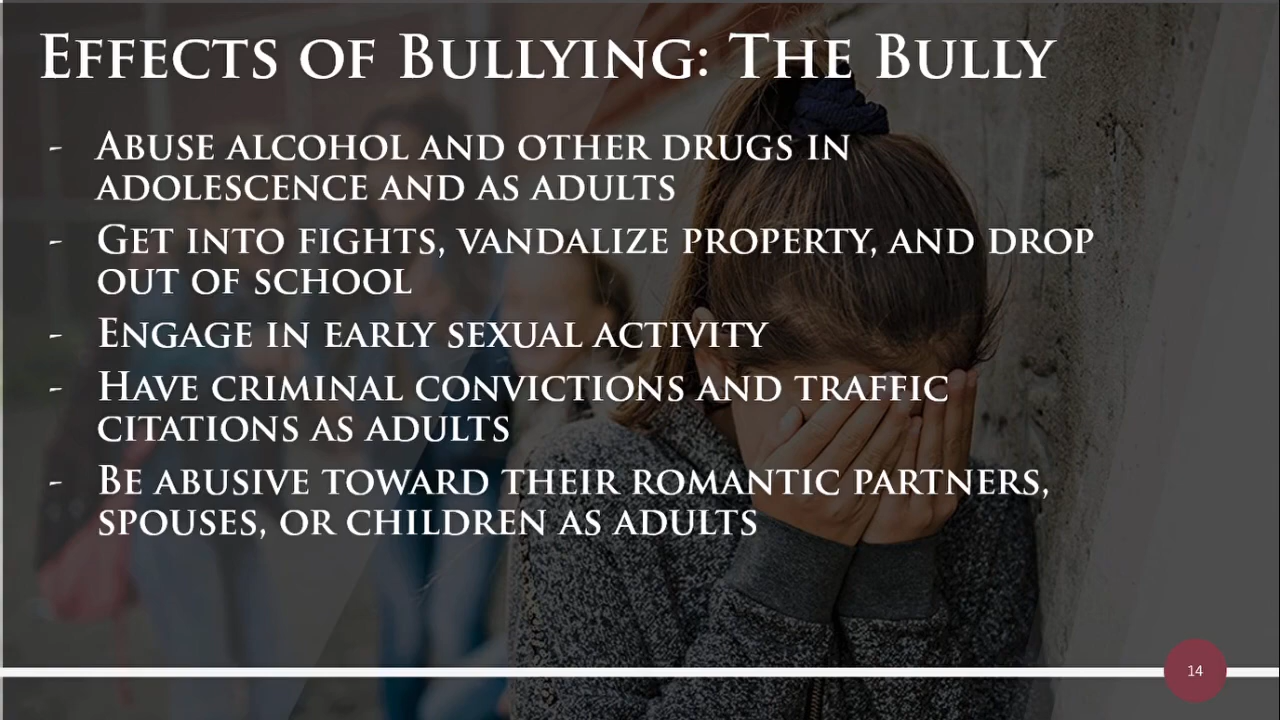 Effects of Bullying: The Bully
- Abuse alcohol and other drugs in
adolescence and as adults
- Get into fights, vandalize property, and drop
out of school
- Engage in early sexual activity
- Have criminal convictions and traffic
citations as adults
- Be abusive toward their romantic partners,
spouses, or children as adults
14